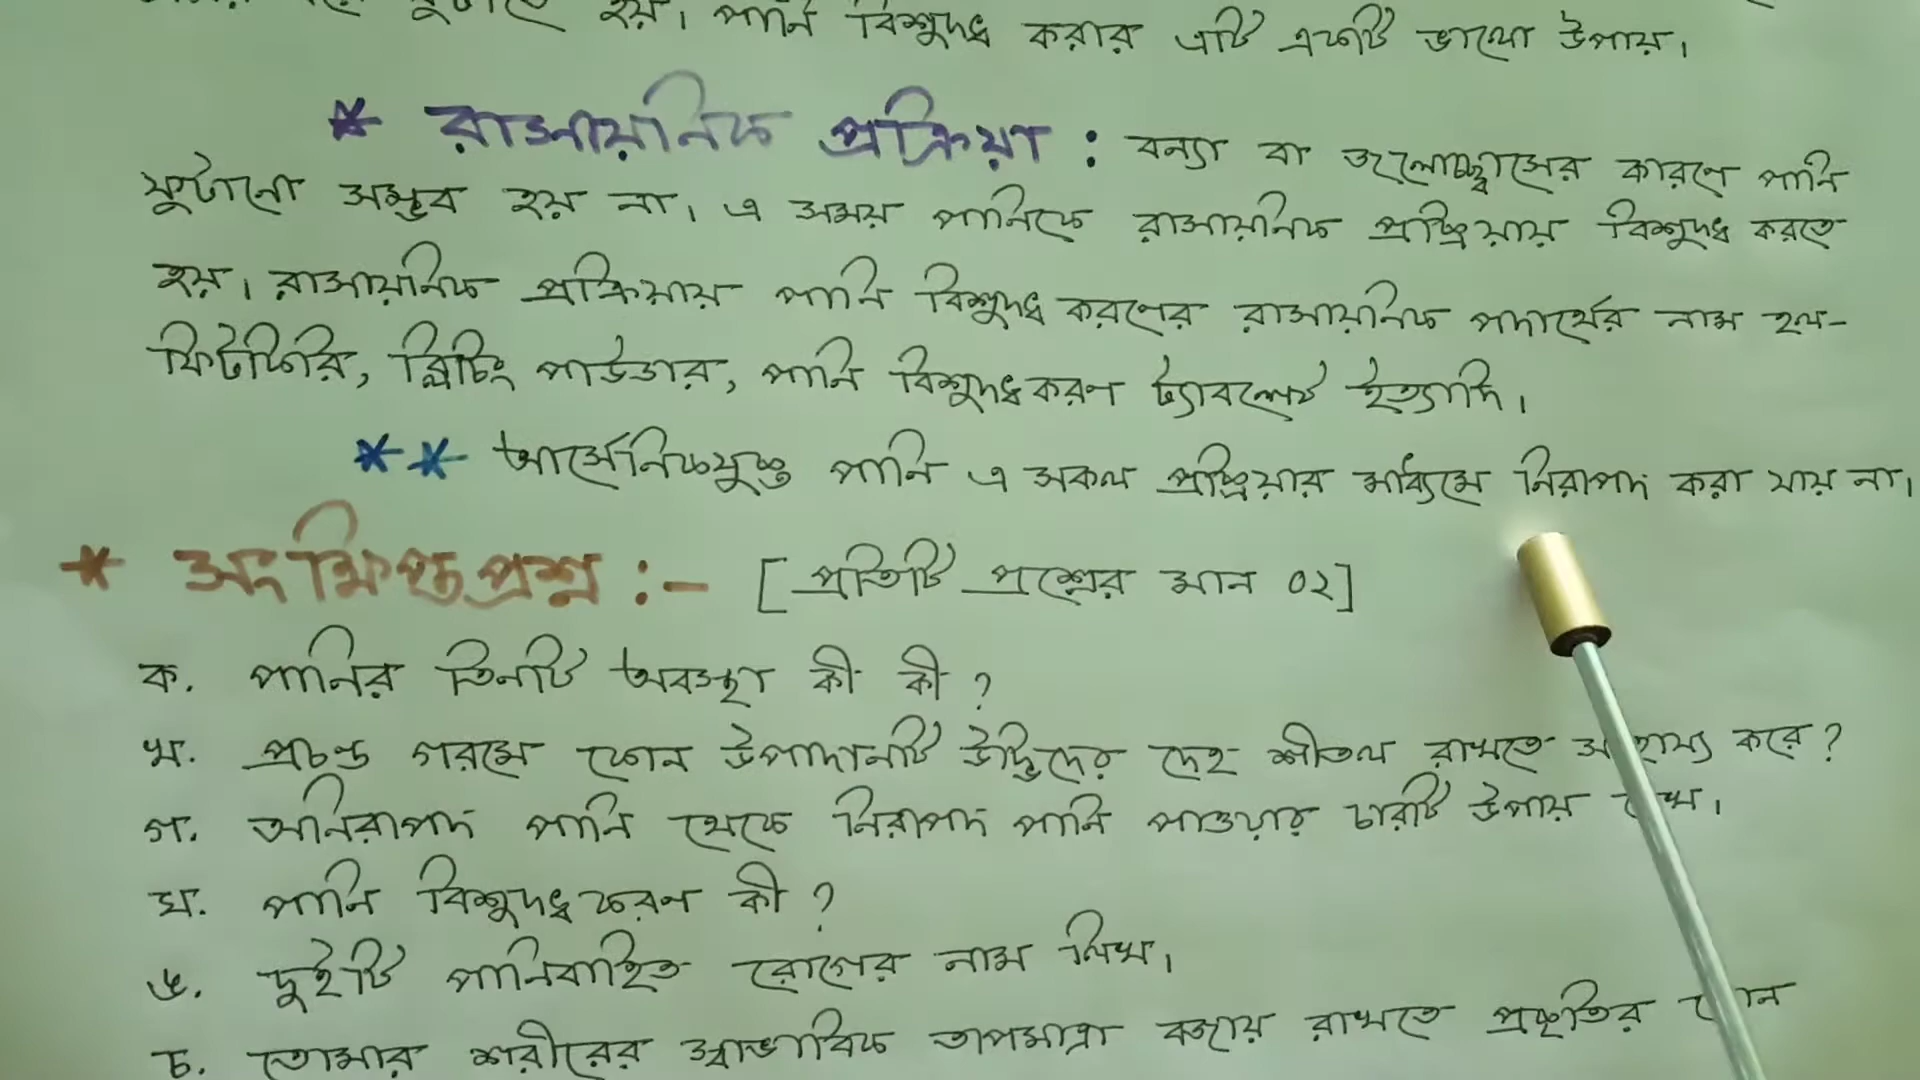 হয়। পানি বিশুদ্ধ করার এটি একটি ভালো উপায়।
* রাসায়নিক প্রক্রিয়া : বন্যা বা জলোচ্ছ্বাসের কারণে পানি
ফুটানো সম্ভব হয় না। এ সময় পানিকে রাসায়নিক প্রক্রিয়ায় বিশুদ্ধ করতে
হয়। রাসায়নিক প্রক্রিয়ায় পানি বিশুদ্ধ করণের রাসায়নিক পদার্থের নাম হল-
ফিটকিরি, ব্লিচিং পাউডার, পানি বিশুদ্ধকরণ ট্যাবলেট ইত্যাদি।
** আর্সেনিকযুক্ত পানি এ সকল প্রক্রিয়ার মাধ্যমে নিরাপদ করা যায় না।
* সংক্ষিপ্ত প্রশ্ন :- [ প্রতিটি প্রশ্নের মান ০২]
ক. পানির তিনটি অবস্থা কী কী ?
খ. প্রচণ্ড গরমে কোন উপাদানটি উদ্ভিদের দেহ শীতল রাখতে সাহায্য করে ?
গ. অনিরাপদ পানি থেকে নিরাপদ পানি পাওয়ার চারটি উপায় লেখ।
ঘ. পানি বিশুদ্ধ করণ কী ?
ঙ. দুইটি পানিবাহিত রোগের নাম লিখ।
চ. তোমার শরীরের স্বাভাবিক তাপমাত্রা বজায় রাখতে প্রকৃতির কোন